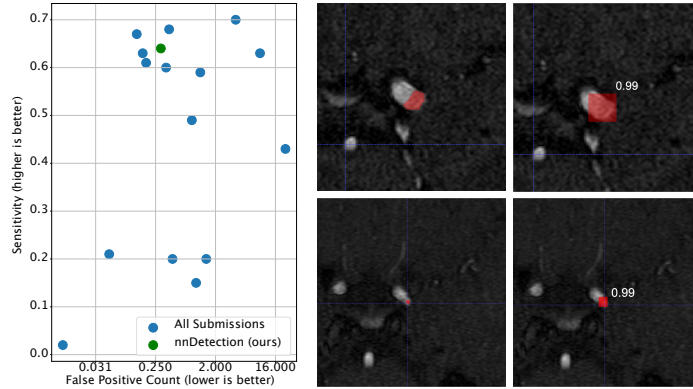 0.7
0.6
0.5
0.4
0.3
0.2
0.1
0.0
Sensitivity (higher is better)
All Submissions
nnDetection (ours)
0.031 0.250 2.000 16.000
False Positive Count (lower is better)
0.99
0.99